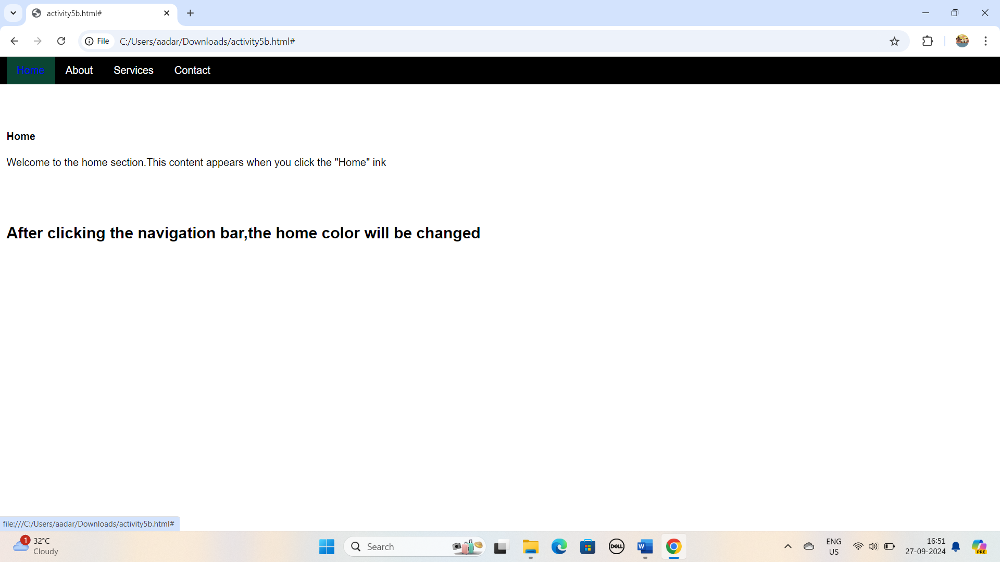 activity5b.html#
File C:/Users/aadar/Downloads/activity5b.html#
Home About Services Contact
Home
Welcome to the home section.This content appears when you click the "Home" ink
After clicking the navigation bar,the home color will be changed
file:///C:/Users/aadar/Downloads/activity5b.html#
1
32°C
Cloudy
Search
DELL
W
ENG
US
16:51
27-09-2024
PRE